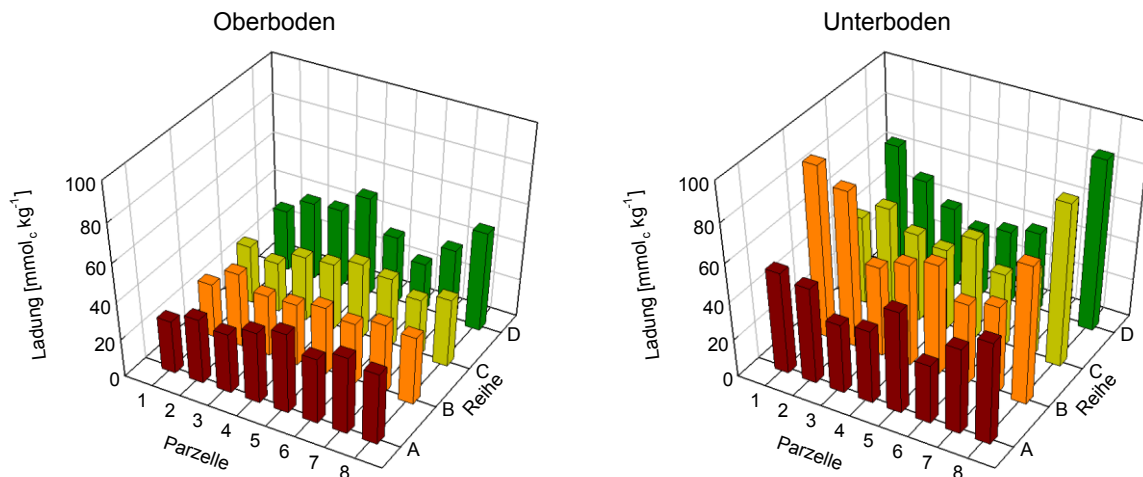 Oberboden
Ladung [mmolc kg-1]
100
80
60
40
20
0
1
2
3
4
5
6
7
8
Parzelle
A
B
C
D
Reihe
Unterboden
Ladung [mmolc kg-1]
100
80
60
40
20
0
1
2
3
4
5
6
7
8
Parzelle
A
B
C
D
Reihe